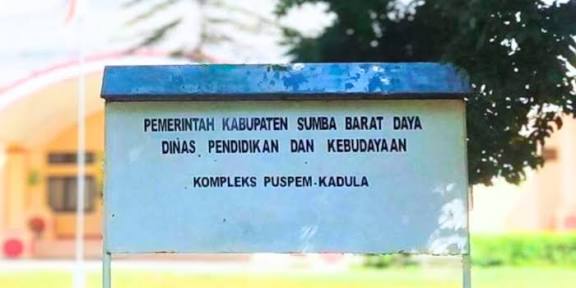 PEMERINTAH KABUPATEN SUMBA BARAT DAYA
DINAS PENDIDIKAN DAN KEBUDAYAAN
KOMPLEKS PUSPEM-KADULA